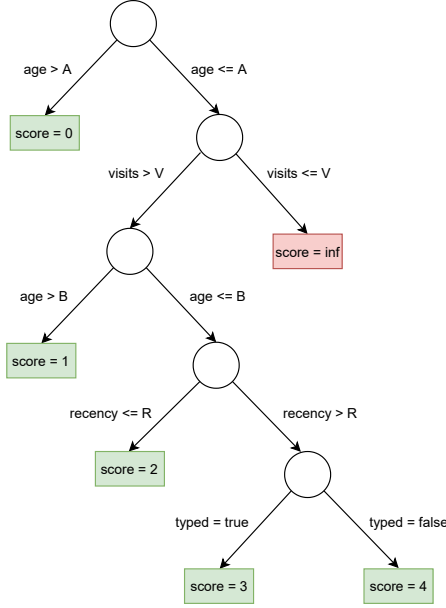 age > A
age <= A
score = 0
visits > V
visits <= V
score = inf
age > B
age <= B
score = 1
recency <= R
recency > R
score = 2
typed = true
typed = false
score = 3
score = 4